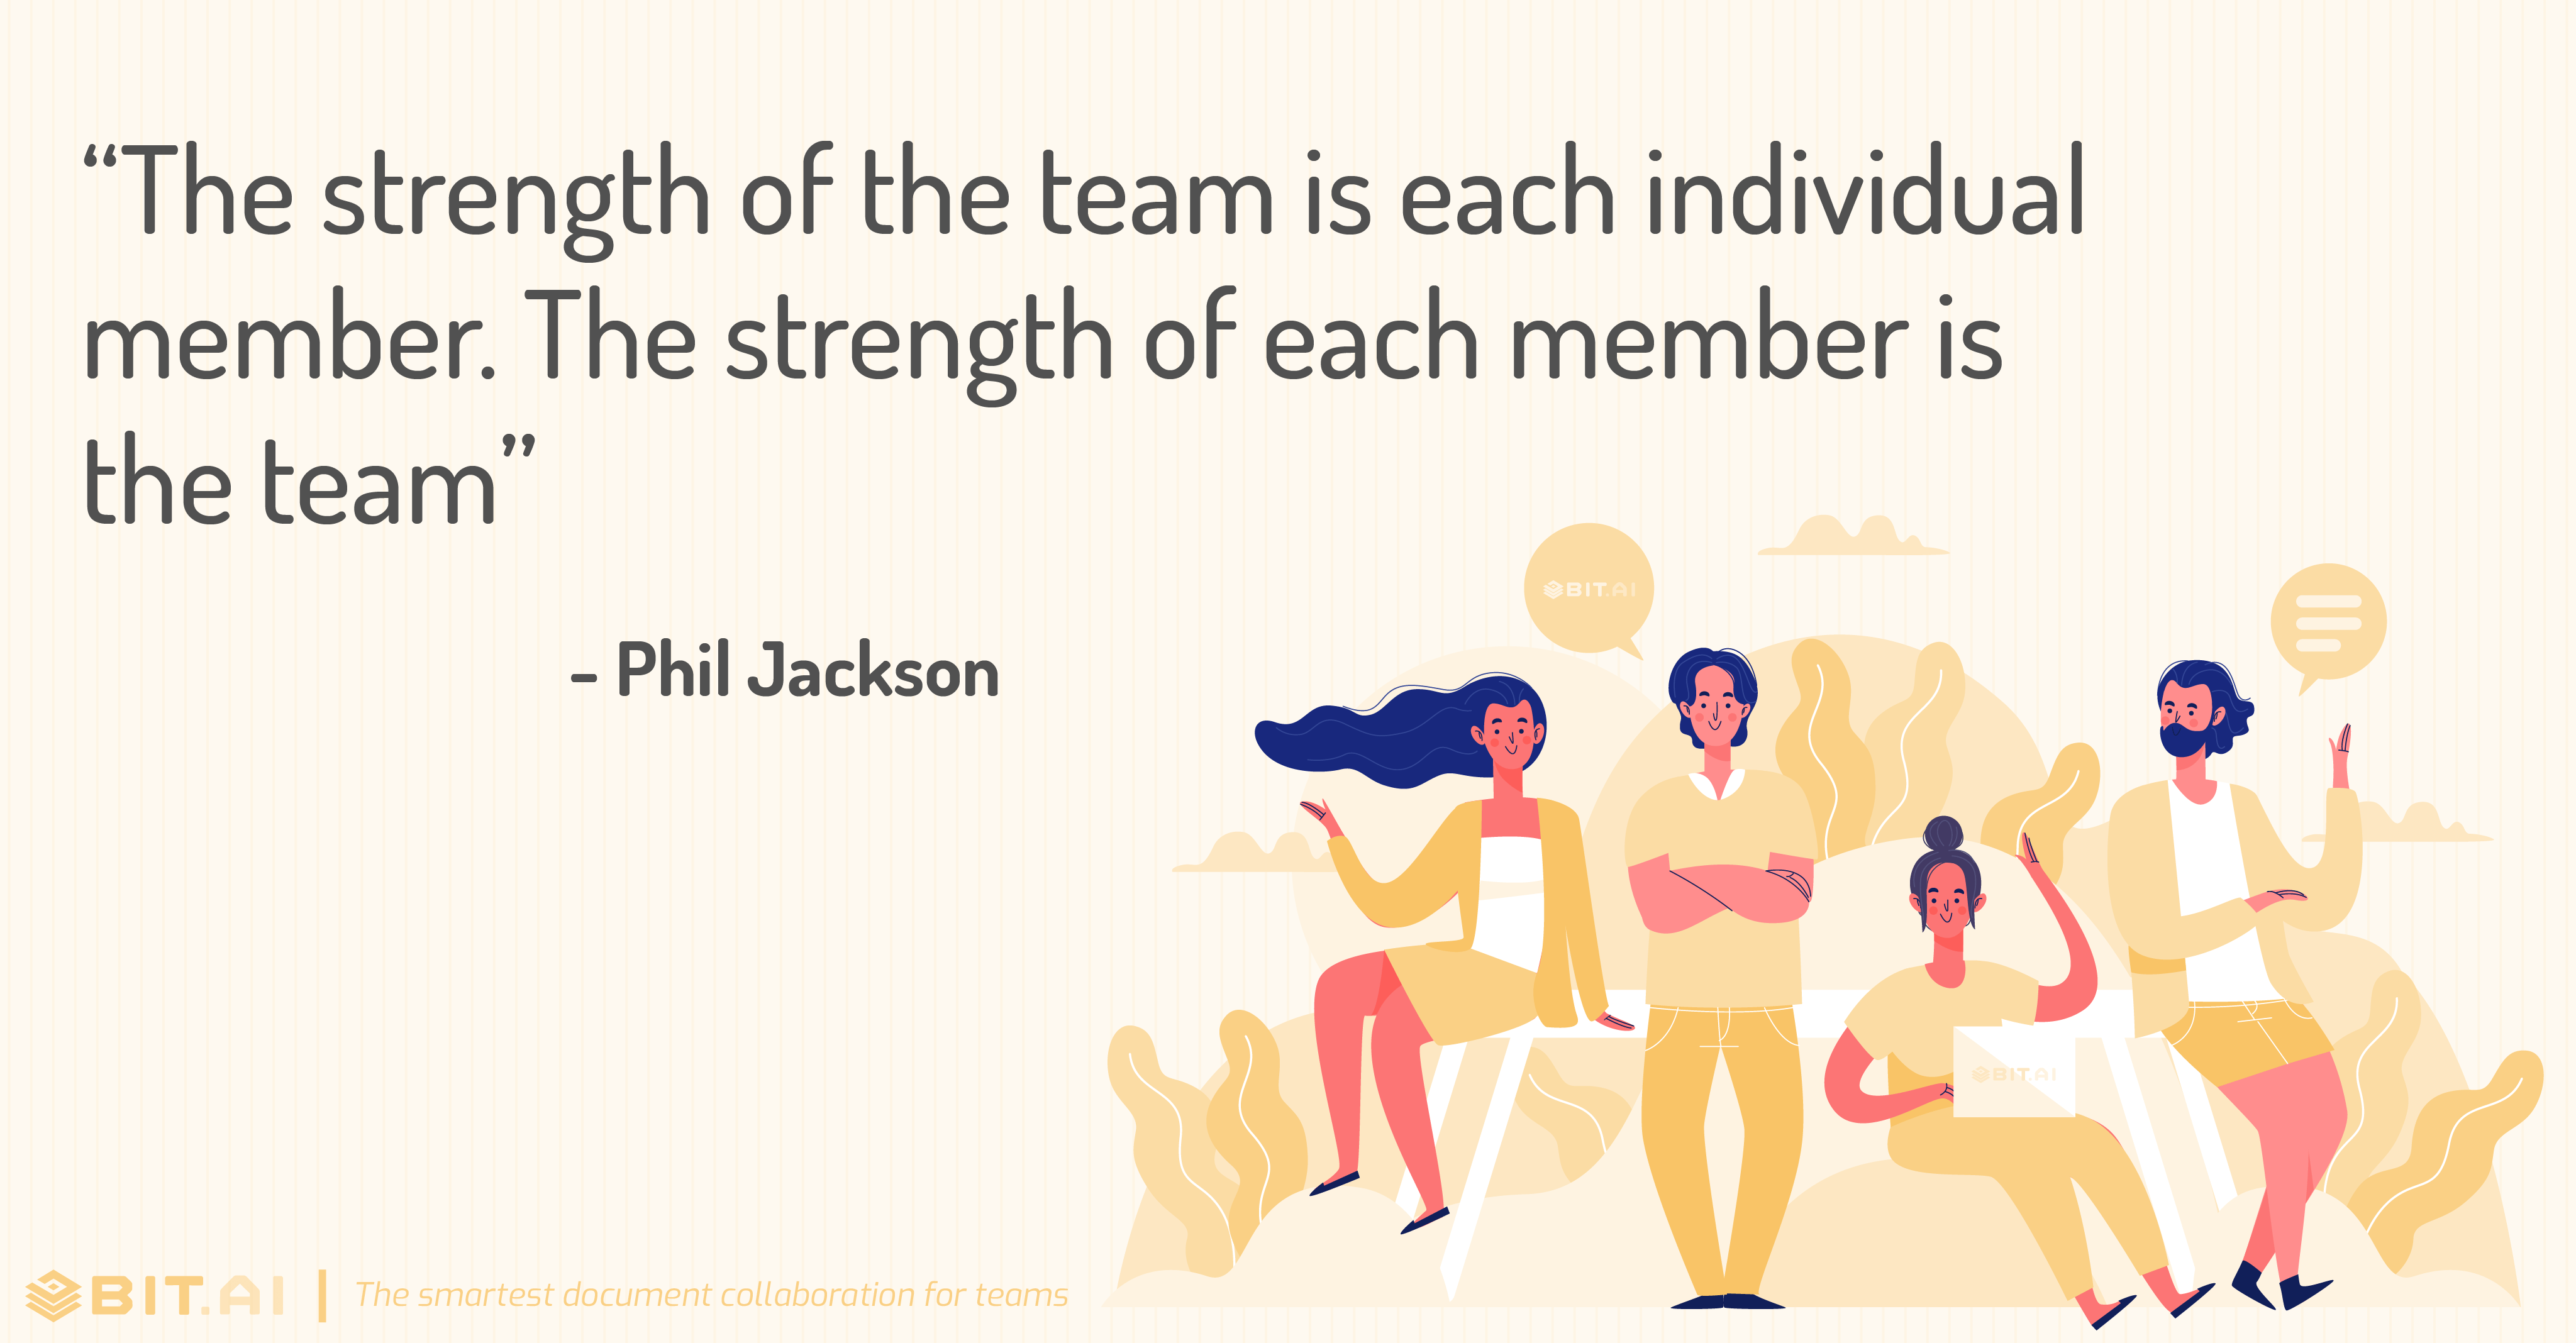 “The strength of the team is each individual
member. The strength of each member is
the team”
- Phil Jackson
BIT.AI
BIT.AI
BIT.AI | The smartest document collaboration for teams